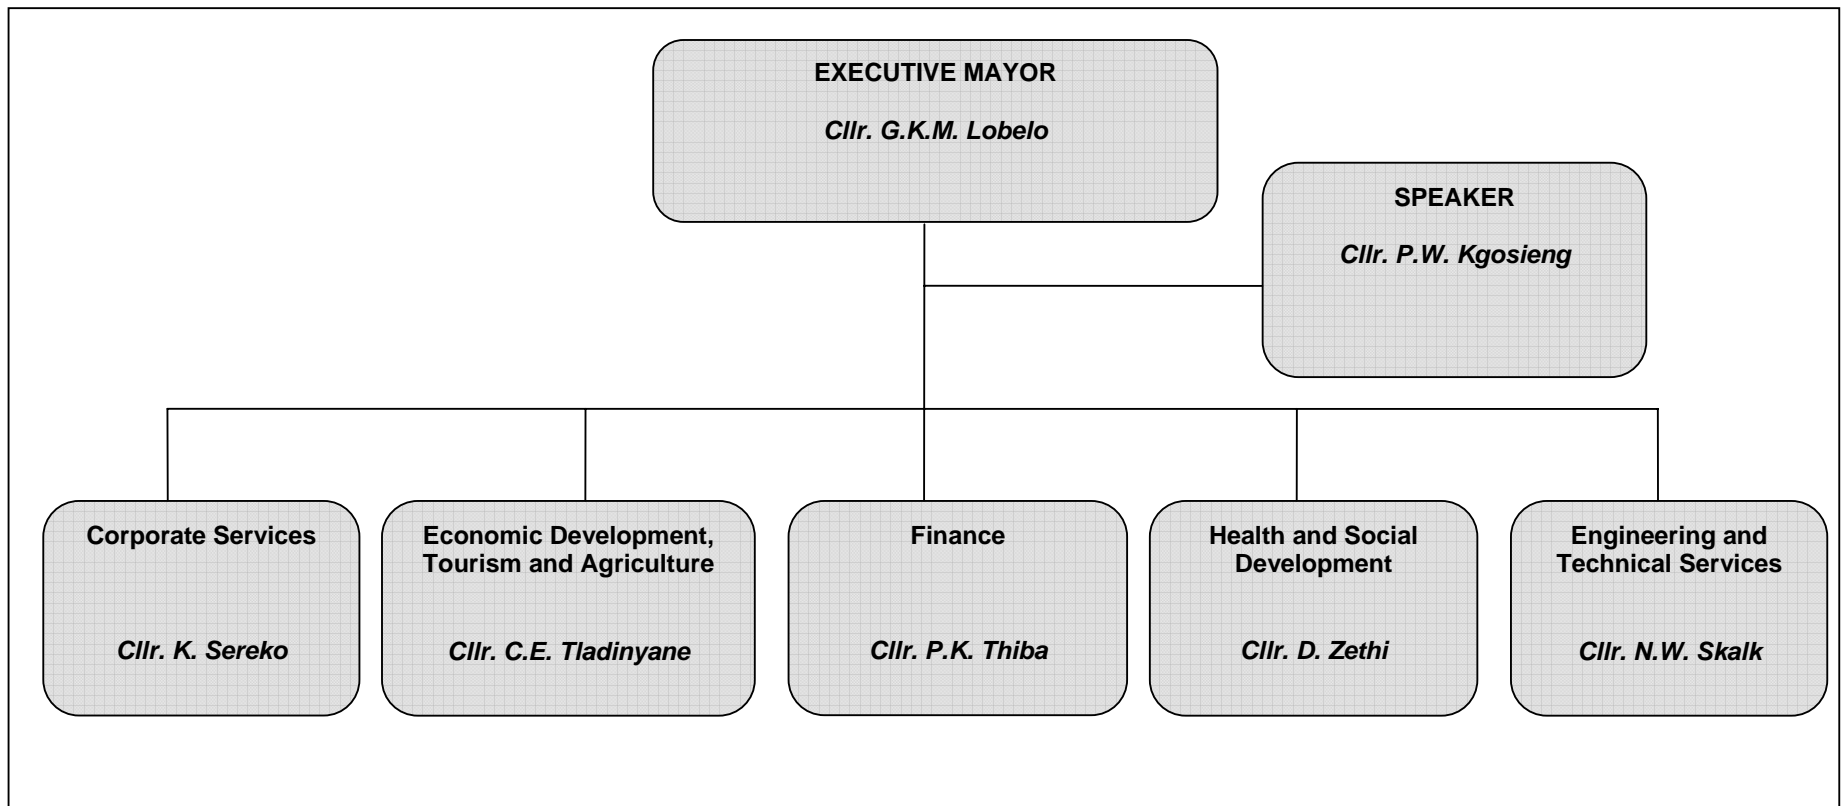 EXECUTIVE MAYOR
Cllr. G.K.M. Lobelo
SPEAKER
Cllr. P.W. Kgosieng
Corporate Services
Cllr. K. Sereko
Economic Development,
Tourism and Agriculture
Cllr. C.E. Tladinyane
Finance
Cllr. P.K. Thiba
Health and Social
Development
Cllr. D. Zethi
Engineering and
Technical Services
Cllr. N.W. Skalk